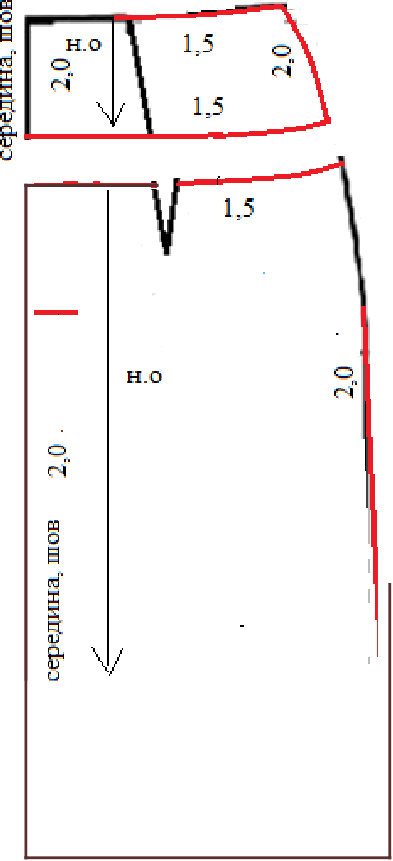 середина, шов
н.о
2,0
1,5
2,0
1,5
1,5
н.о
2,0
2,0
середина, шов